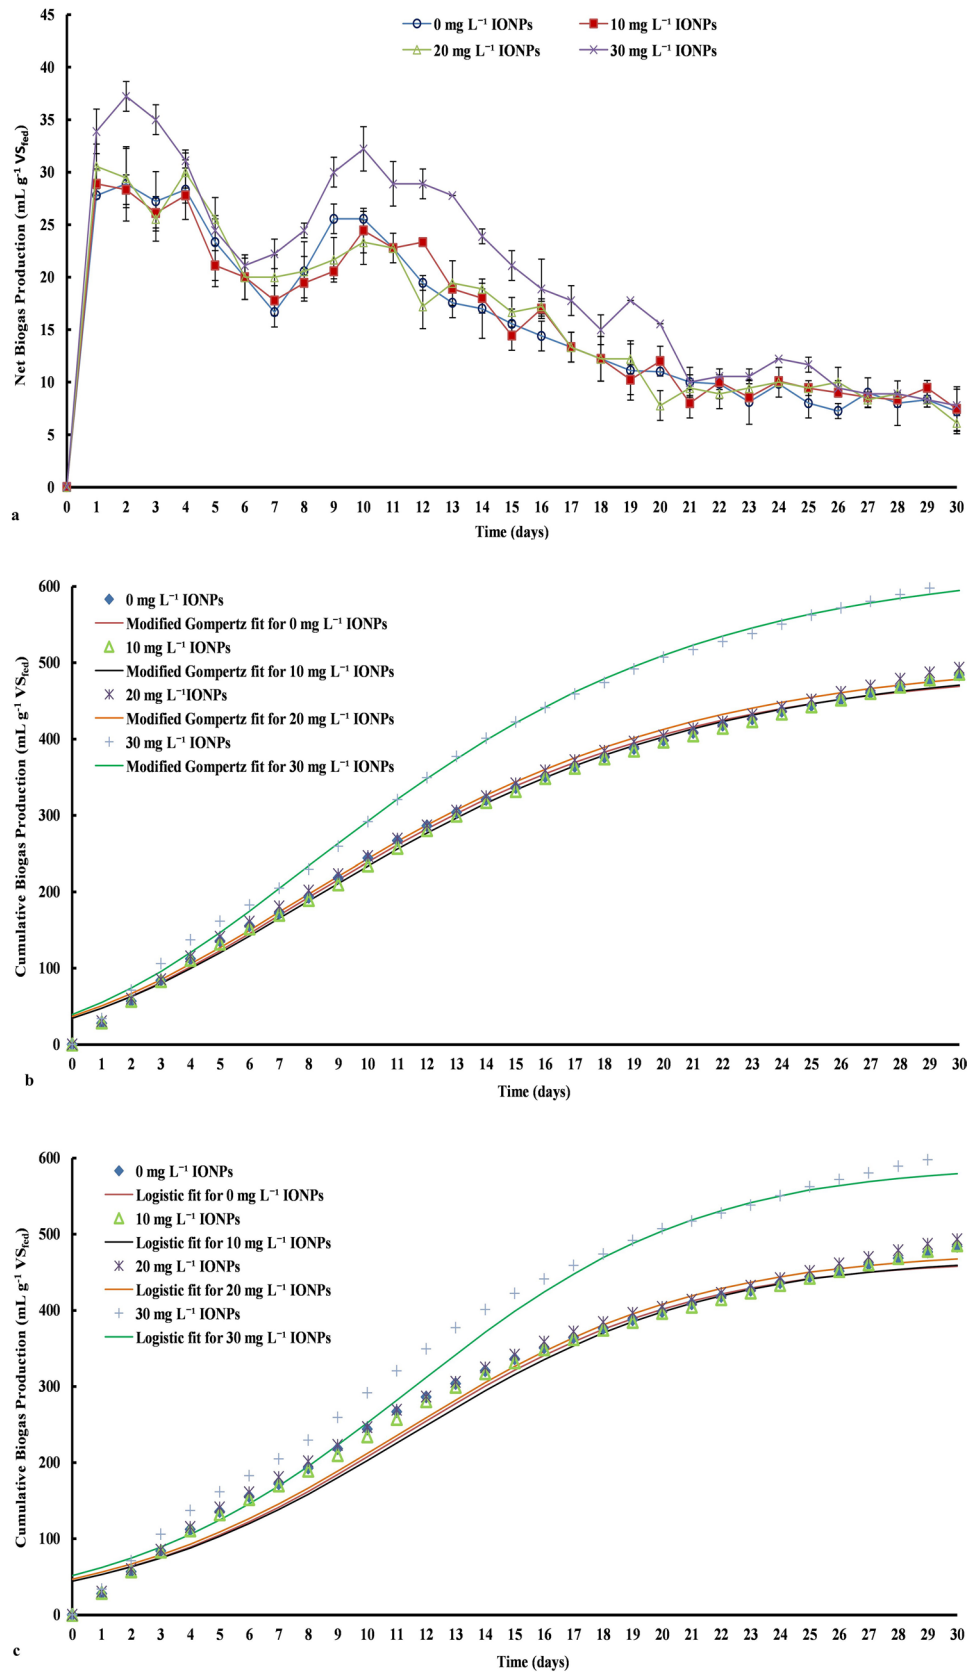 45
40
35
30
25
20
15
10
5
0
Net Biogas Production (mL g⁻¹ VSfed)
0 mg L⁻¹ IONPs
10 mg L⁻¹ IONPs
20 mg L⁻¹ IONPs
30 mg L⁻¹ IONPs
0 1 2 3 4 5 6 7 8 9 10 11 12 13 14 15 16 17 18 19 20 21 22 23 24 25 26 27 28 29 30
Time (days)
a
600
500
400
300
200
100
0
Cumulative Biogas Production (mL g⁻¹ VSfed)
0 mg L⁻¹ IONPs
Modified Gompertz fit for 0 mg L⁻¹ IONPs
10 mg L⁻¹ IONPs
Modified Gompertz fit for 10 mg L⁻¹ IONPs
20 mg L⁻¹IONPs
Modified Gompertz fit for 20 mg L⁻¹ IONPs
30 mg L⁻¹ IONPs
Modified Gompertz fit for 30 mg L⁻¹ IONPs
0 1 2 3 4 5 6 7 8 9 10 11 12 13 14 15 16 17 18 19 20 21 22 23 24 25 26 27 28 29 30
Time (days)
b
600
500
400
300
200
100
0
Cumulative Biogas Production (mL g⁻¹ VSfed)
0 mg L⁻¹ IONPs
Logistic fit for 0 mg L⁻¹ IONPs
10 mg L⁻¹ IONPs
Logistic fit for 10 mg L⁻¹ IONPs
20 mg L⁻¹ IONPs
Logistic fit for 20 mg L⁻¹ IONPs
30 mg L⁻¹ IONPs
Logistic fit for 30 mg L⁻¹ IONPs
0 1 2 3 4 5 6 7 8 9 10 11 12 13 14 15 16 17 18 19 20 21 22 23 24 25 26 27 28 29 30
Time (days)
c